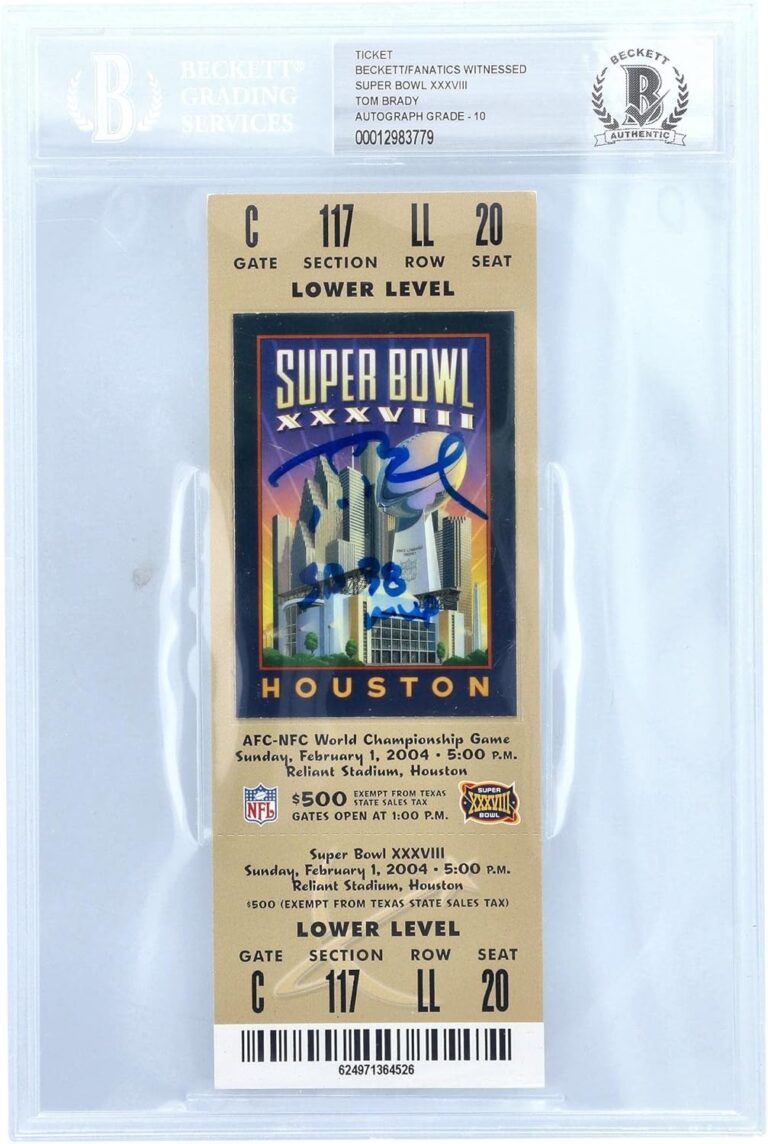 BECKETT®
GRADING
SERVICES
TICKET
BECKETT/FANATICS WITNESSED
SUPER BOWL XXXVIII
TOM BRADY
AUTOGRAPH GRADE - 10
00012983779
BECKETT
B
AUTHENTIC
C 117 LL 20
GATE SECTION ROW SEAT
LOWER LEVEL
SUPER BOWL
XXXVIII
SB 38
MVP
HOUSTON
AFC-NFC World Championship Game
Sunday, February 1, 2004 • 5:00 P.M.
Reliant Stadium, Houston
NFL
$500 EXEMPT FROM TEXAS
STATE SALES TAX
GATES OPEN AT 1:00 P.M.
SUPER
XXXVIII
BOWL
Super Bowl XXXVIII
Sunday, February 1, 2004 • 5:00 P.M.
Reliant Stadium, Houston
$500 (EXEMPT FROM TEXAS STATE SALES TAX)
LOWER LEVEL
GATE SECTION ROW SEAT
C 117 LL 20
624971364526